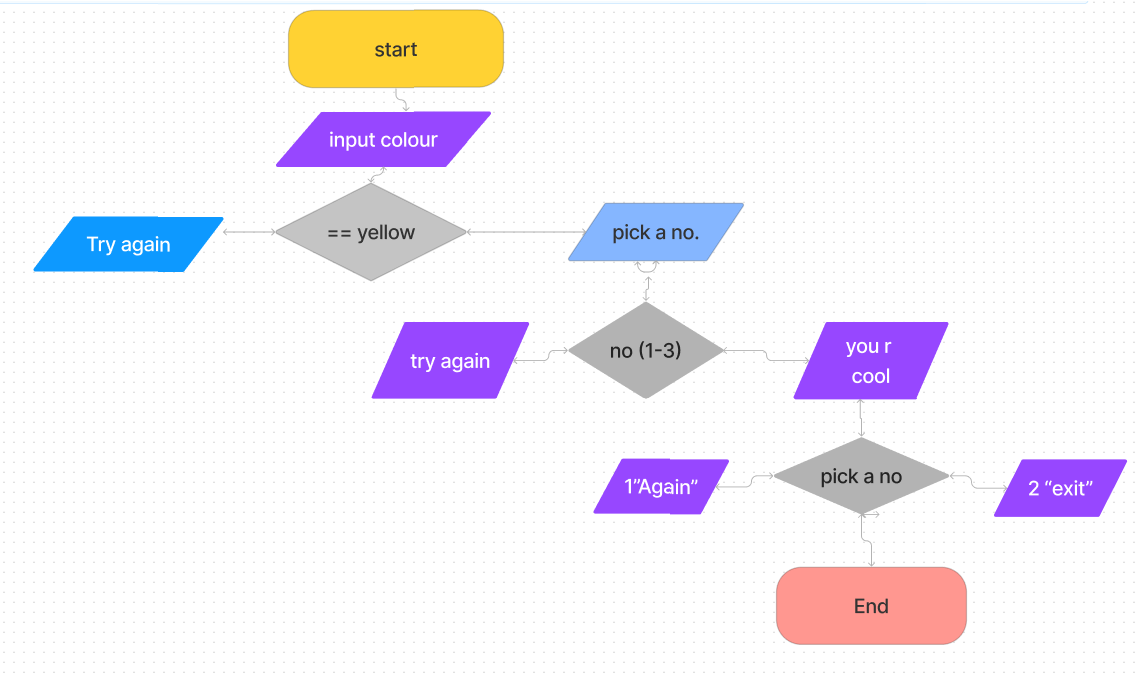 start
input colour
== yellow
Try again
pick a no.
no (1-3)
try again
you r
cool
pick a no
1”Again”
2 “exit”
End